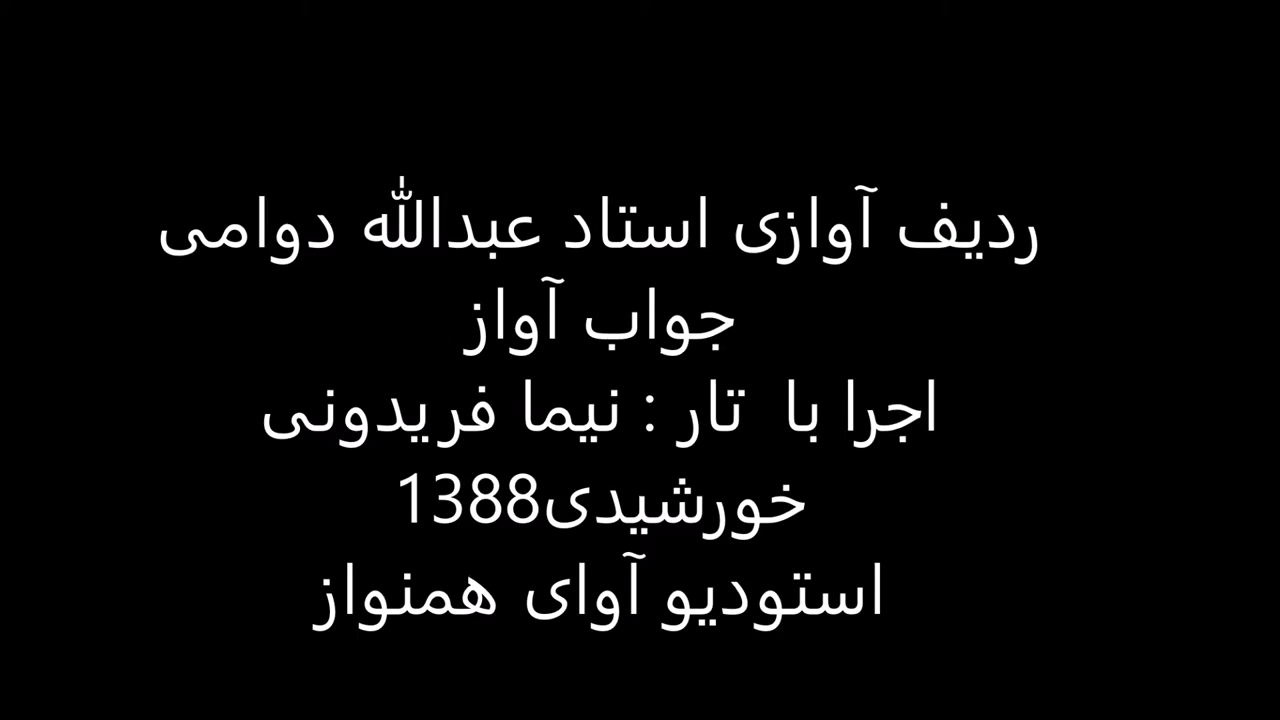 ردیف آوازی استاد عبدالله دوامی
جواب آواز
اجرا با تار : نیما فریدونی
خورشیدی1388
استودیو آوای همنواز